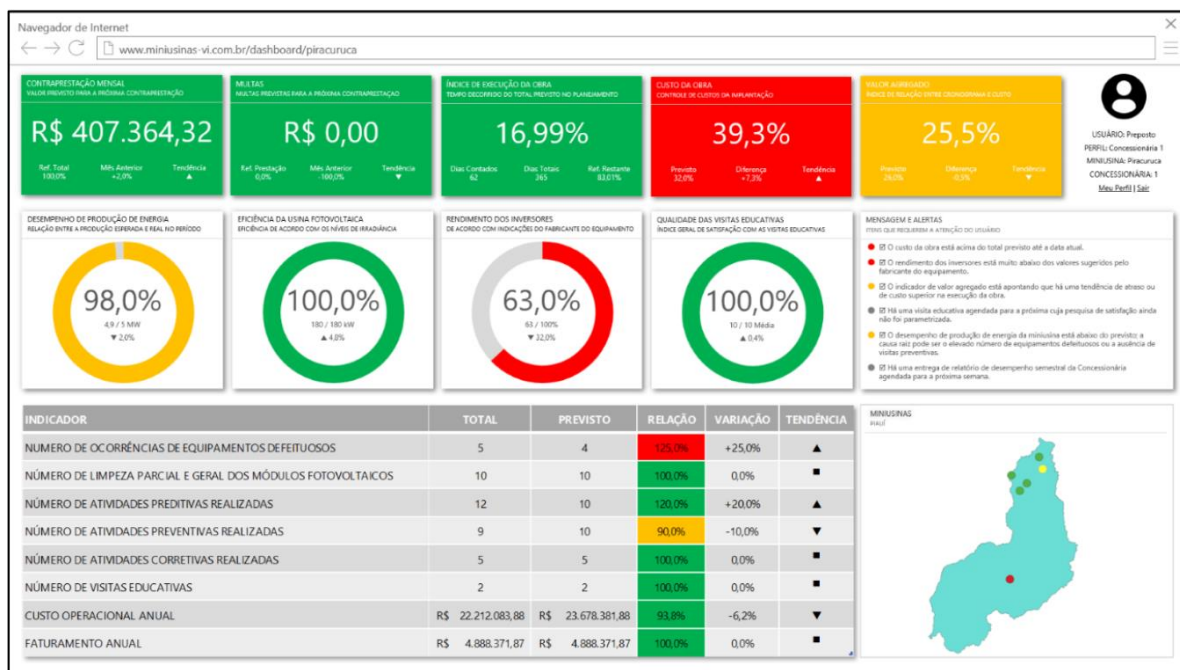 Navegador de Internet
www.miniusinas-vi.com.br/dashboard/piracuruca
CONTRAPRESTAÇÃO MENSAL
VALOR PREVISTO PARA A PRÓXIMA CONTRAPRESTAÇÃO
R$ 407.364,32
Ref. Total Mês Anterior Tendência
100,0% +2,0% ▲
MULTAS
MULTAS PREVISTAS PARA A PRÓXIMA CONTRAPRESTAÇÃO
R$ 0,00
Ref. Prestação Mês Anterior Tendência
0,0% -100,0% ▼
ÍNDICE DE EXECUÇÃO DA OBRA
TEMPO DECORRIDO DO TOTAL PREVISTO NO PLANEJAMENTO
16,99%
Dias Contados Dias Totais Ref. Restante
62 365 83,01%
CUSTO DA OBRA
CONTROLE DE CUSTOS DA IMPLANTAÇÃO
39,3%
Previsto Diferença Tendência
32,0% +7,3% ▲
VALOR AGREGADO
ÍNDICE DE RELAÇÃO ENTRE CRONOGRAMA E CUSTO
25,5%
Previsto Diferença Tendência
26,0% -0,5% ▼
USUÁRIO: Preposto
PERFIL: Concessionária 1
MINIUSINA: Piracuruca
CONCESSIONÁRIA: 1
Meu Perfil | Sair
DESEMPENHO DE PRODUÇÃO DE ENERGIA
RELAÇÃO ENTRE A PRODUÇÃO ESPERADA E REAL NO PERÍODO
98,0%
4,9 / 5 MW
▼ 2,0%
EFICIÊNCIA DA USINA FOTOVOLTAICA
EFICIÊNCIA DE ACORDO COM OS NÍVEIS DE IRRADIÂNCIA
100,0%
180 / 180 kW
▲ 4,8%
RENDIMENTO DOS INVERSORES
DE ACORDO COM INDICAÇÕES DO FABRICANTE DO EQUIPAMENTO
63,0%
63 / 100%
▼ 32,0%
QUALIDADE DAS VISITAS EDUCATIVAS
ÍNDICE GERAL DE SATISFAÇÃO COM AS VISITAS EDUCATIVAS
100,0%
10 / 10 Média
▲ 0,4%
MENSAGEM E ALERTAS
ITENS QUE REQUEREM A ATENÇÃO DO USUÁRIO
☑ O custo da obra está acima do total previsto até a data atual.
☑ O rendimento dos inversores está muito abaixo dos valores sugeridos pelo
fabricante do equipamento.
☑ O indicador de valor agregado está apontando que há uma tendência de atraso ou
de custo superior na execução da obra.
☑ Há uma visita educativa agendada para a próxima cuja pesquisa de satisfação ainda
não foi parametrizada.
☑ O desempenho de produção de energia da miniusina está abaixo do previsto; a
causa raiz pode ser o elevado número de equipamentos defeituosos ou a ausência de
visitas preventivas.
☑ Há uma entrega de relatório de desempenho semestral da Concessionária
agendada para a próxima semana.
INDICADOR TOTAL PREVISTO RELAÇÃO VARIAÇÃO TENDÊNCIA
NÚMERO DE OCORRÊNCIAS DE EQUIPAMENTOS DEFEITUOSOS 5 4 125,0% +25,0% ▲
NÚMERO DE LIMPEZA PARCIAL E GERAL DOS MÓDULOS FOTOVOLTAICOS 10 10 100,0% 0,0% ■
NÚMERO DE ATIVIDADES PREDITIVAS REALIZADAS 12 10 120,0% +20,0% ▲
NÚMERO DE ATIVIDADES PREVENTIVAS REALIZADAS 9 10 90,0% -10,0% ▼
NÚMERO DE ATIVIDADES CORRETIVAS REALIZADAS 5 5 100,0% 0,0% ■
NÚMERO DE VISITAS EDUCATIVAS 2 2 100,0% 0,0% ■
CUSTO OPERACIONAL ANUAL R$ 22.212.083,88 R$ 23.678.381,88 93,8% -6,2% ▼
FATURAMENTO ANUAL R$ 4.888.371,87 R$ 4.888.371,87 100,0% 0,0% ■
MINIUSINAS
PIAUÍ